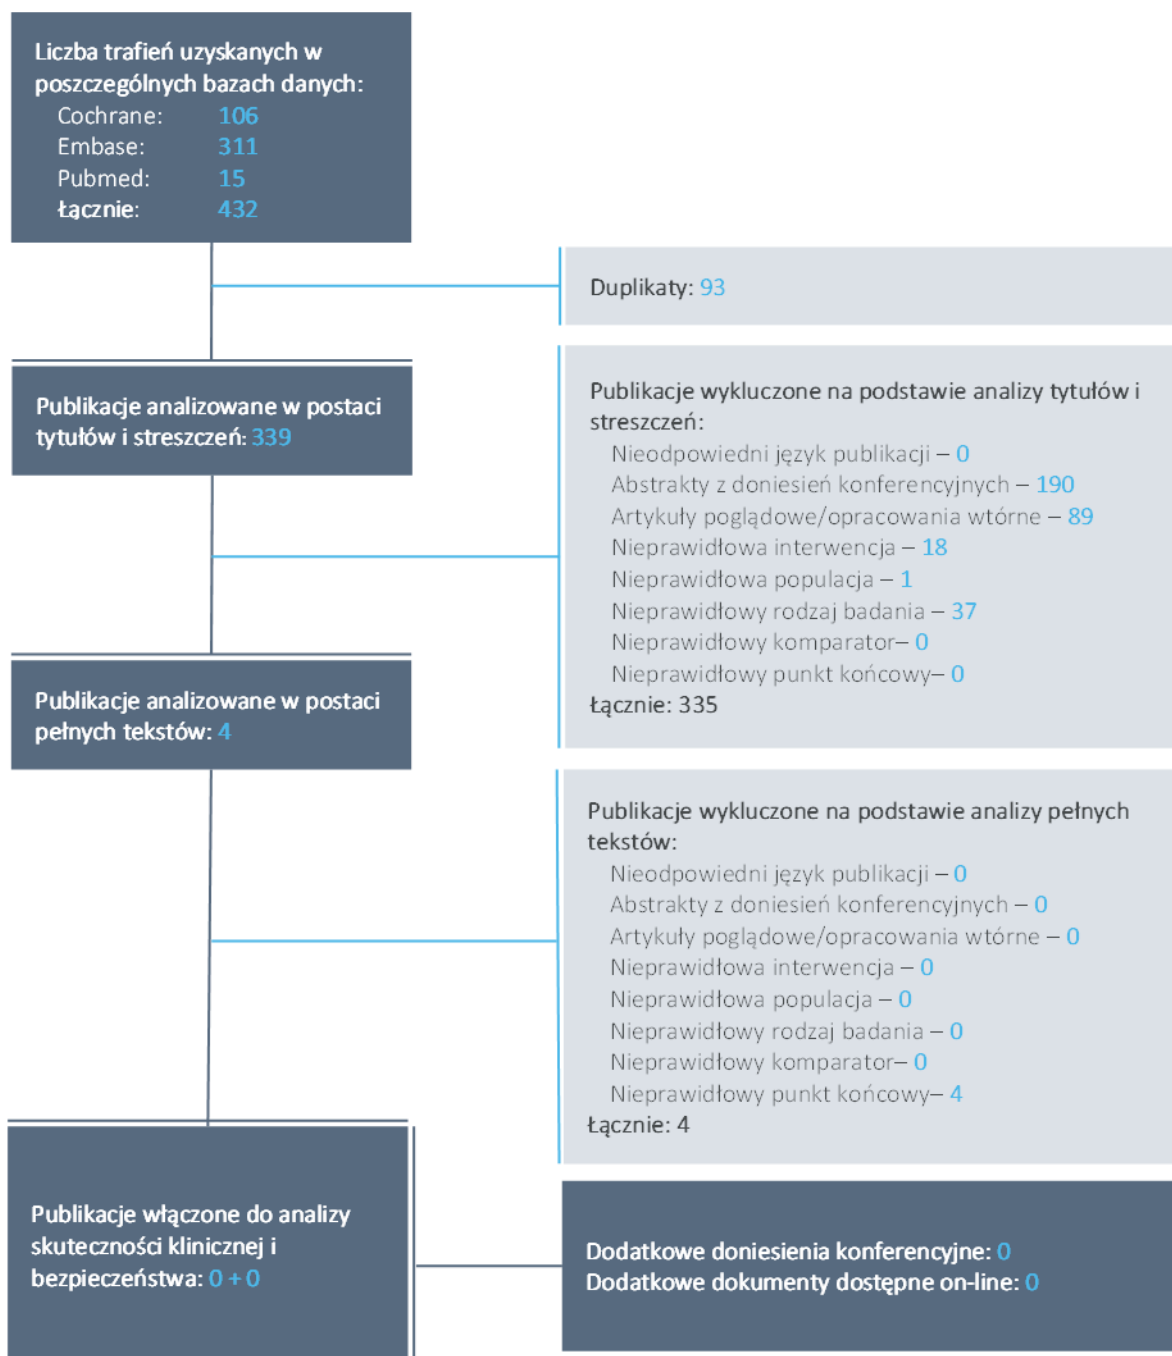 Liczba trafień uzyskanych w
poszczególnych bazach danych:
Cochrane: 106
Embase: 311
Pubmed: 15
Łącznie: 432
Duplikaty: 93
Publikacje analizowane w postaci
tytułów i streszczeń: 339
Publikacje wykluczone na podstawie analizy tytułów i
streszczeń:
Nieodpowiedni język publikacji – 0
Abstrakty z doniesień konferencyjnych – 190
Artykuły poglądowe/opracowania wtórne – 89
Nieprawidłowa interwencja – 18
Nieprawidłowa populacja – 1
Nieprawidłowy rodzaj badania – 37
Nieprawidłowy komparator– 0
Nieprawidłowy punkt końcowy– 0
Łącznie: 335
Publikacje analizowane w postaci
pełnych tekstów: 4
Publikacje wykluczone na podstawie analizy pełnych
tekstów:
Nieodpowiedni język publikacji – 0
Abstrakty z doniesień konferencyjnych – 0
Artykuły poglądowe/opracowania wtórne – 0
Nieprawidłowa interwencja – 0
Nieprawidłowa populacja – 0
Nieprawidłowy rodzaj badania – 0
Nieprawidłowy komparator– 0
Nieprawidłowy punkt końcowy– 4
Łącznie: 4
Publikacje włączone do analizy
skuteczności klinicznej i
bezpieczeństwa: 0 + 0
Dodatkowe doniesienia konferencyjne: 0
Dodatkowe dokumenty dostępne on-line: 0